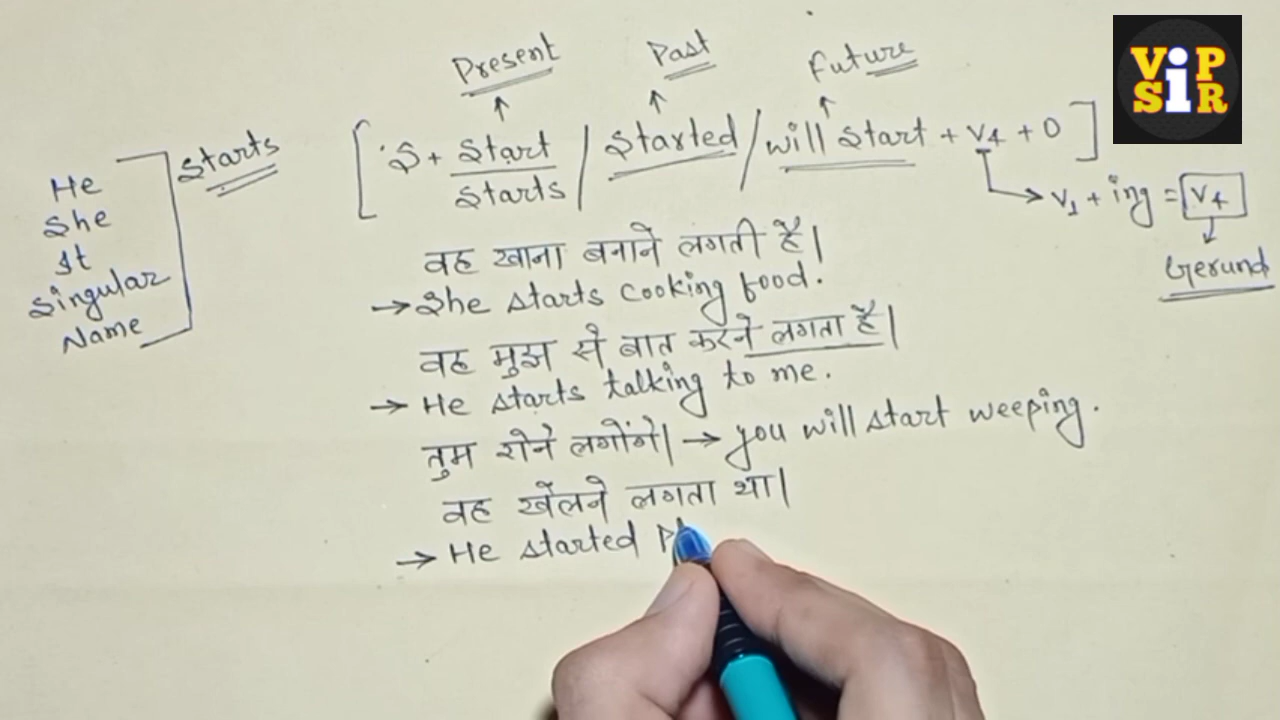 Present Past Future
[ S + Start / Started / will start + V4 + O ]
Starts
V1 + ing = V4
Gerund
He
She
It
Singular
Name
Starts
वह खाना बनाने लगती है|
→ She starts cooking food.
वह मुझ से बात करने लगता है|
→ He starts talking to me.
तुम रोने लगोंगे| → you will start weeping.
वह खेलने लगता था|
→ He started Pl
ViP
SiR